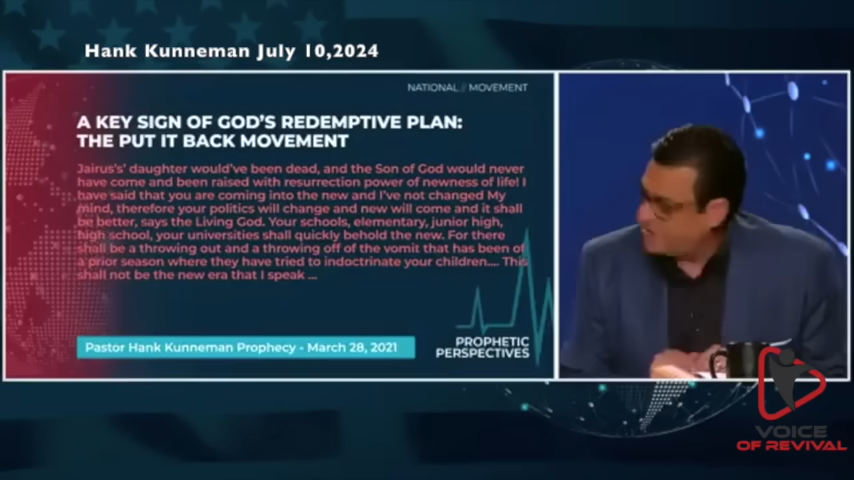 Hank Kunneman July 10,2024
NATIONAL // MOVEMENT
A KEY SIGN OF GOD'S REDEMPTIVE PLAN:
THE PUT IT BACK MOVEMENT
Jairus's' daughter would've been dead, and the Son of God would never
have come and been raised with resurrection power of newness of life! I
have said that you are coming into the new and I've not changed My
mind, therefore your politics will change and new will come and it shall
be better, says the Living God. Your schools, elementary, junior high,
high school, your universities shall quickly behold the new. For there
shall be a throwing out and a throwing off of the vomit that has been of
a prior season where they have tried to indoctrinate your children.... This
shall not be the new era that I speak ...
Pastor Hank Kunneman Prophecy - March 28, 2021
PROPHETIC
PERSPECTIVES
VOICE
OF REVIVAL